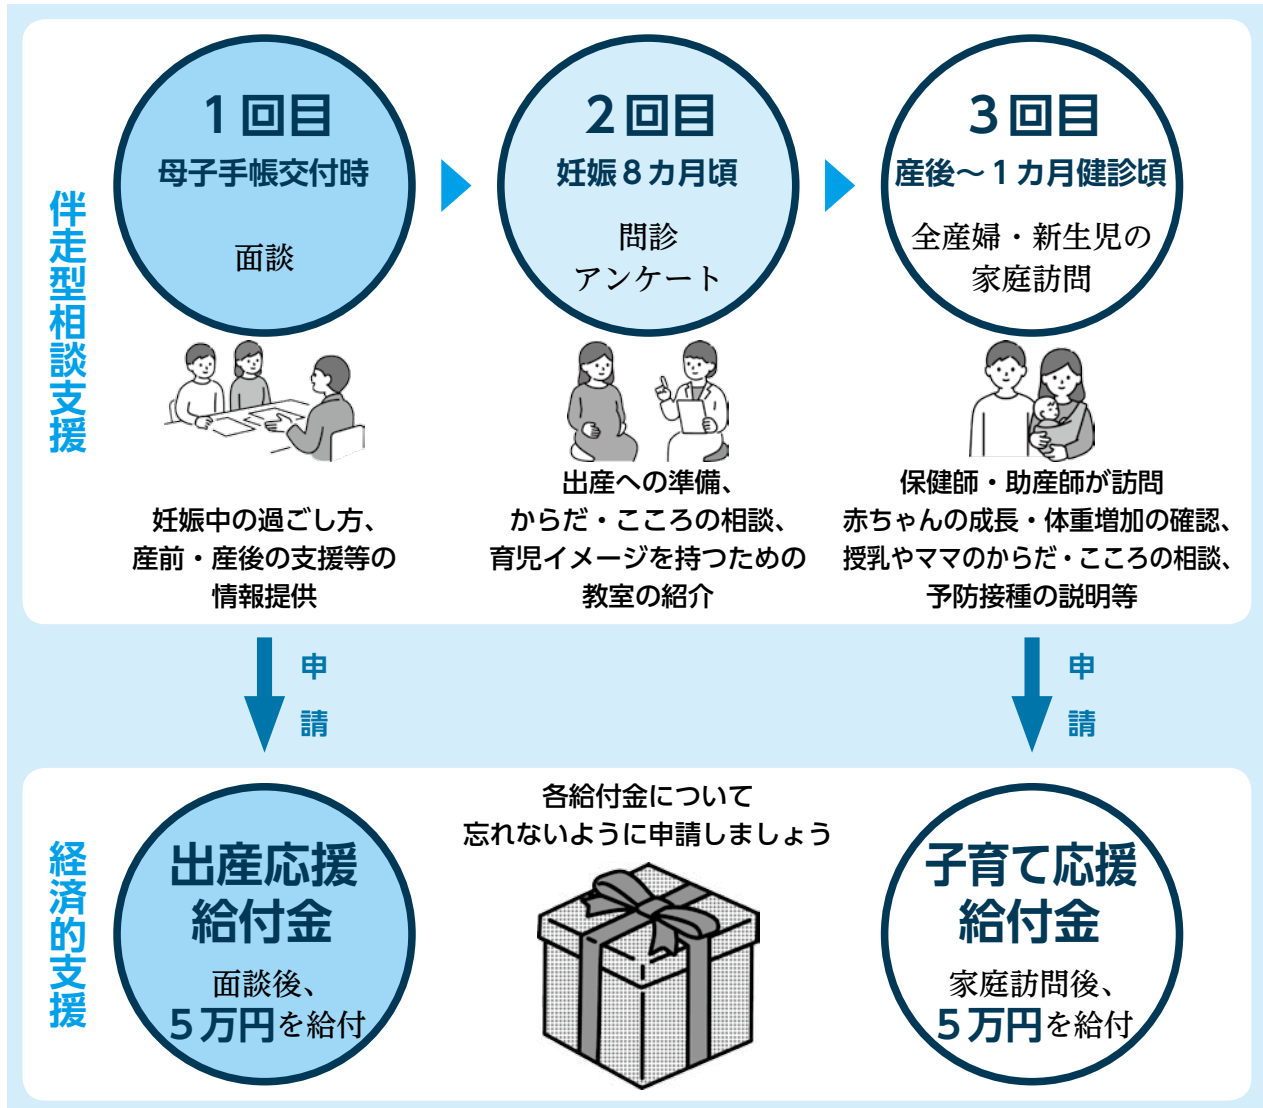 伴走型相談支援
１回目
母子手帳交付時
面談
妊娠中の過ごし方、
産前・産後の支援等の
情報提供
２回目
妊娠８カ月頃
問診
アンケート
出産への準備、
からだ・こころの相談、
育児イメージを持つための
教室の紹介
３回目
産後～１カ月健診頃
全産婦・新生児の
家庭訪問
保健師・助産師が訪問
赤ちゃんの成長・体重増加の確認、
授乳やママのからだ・こころの相談、
予防接種の説明等
申請
申請
経済的支援
出産応援
給付金
面談後、
５万円を給付
各給付金について
忘れないように申請しましょう
子育て応援
給付金
家庭訪問後、
５万円を給付